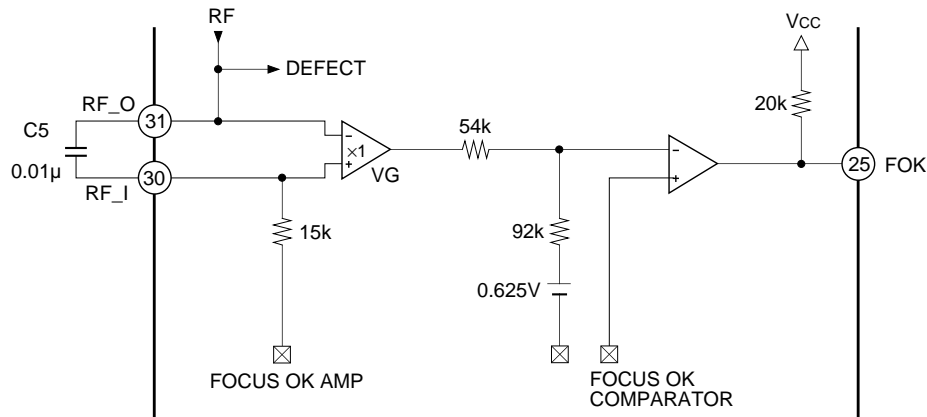 RF
DEFECT
RF_O
31
C5
0.01µ
30
RF_I
-
×1
+
VG
15k
FOCUS OK AMP
54k
92k
0.625V
-
+
FOCUS OK
COMPARATOR
VCC
20k
25
FOK